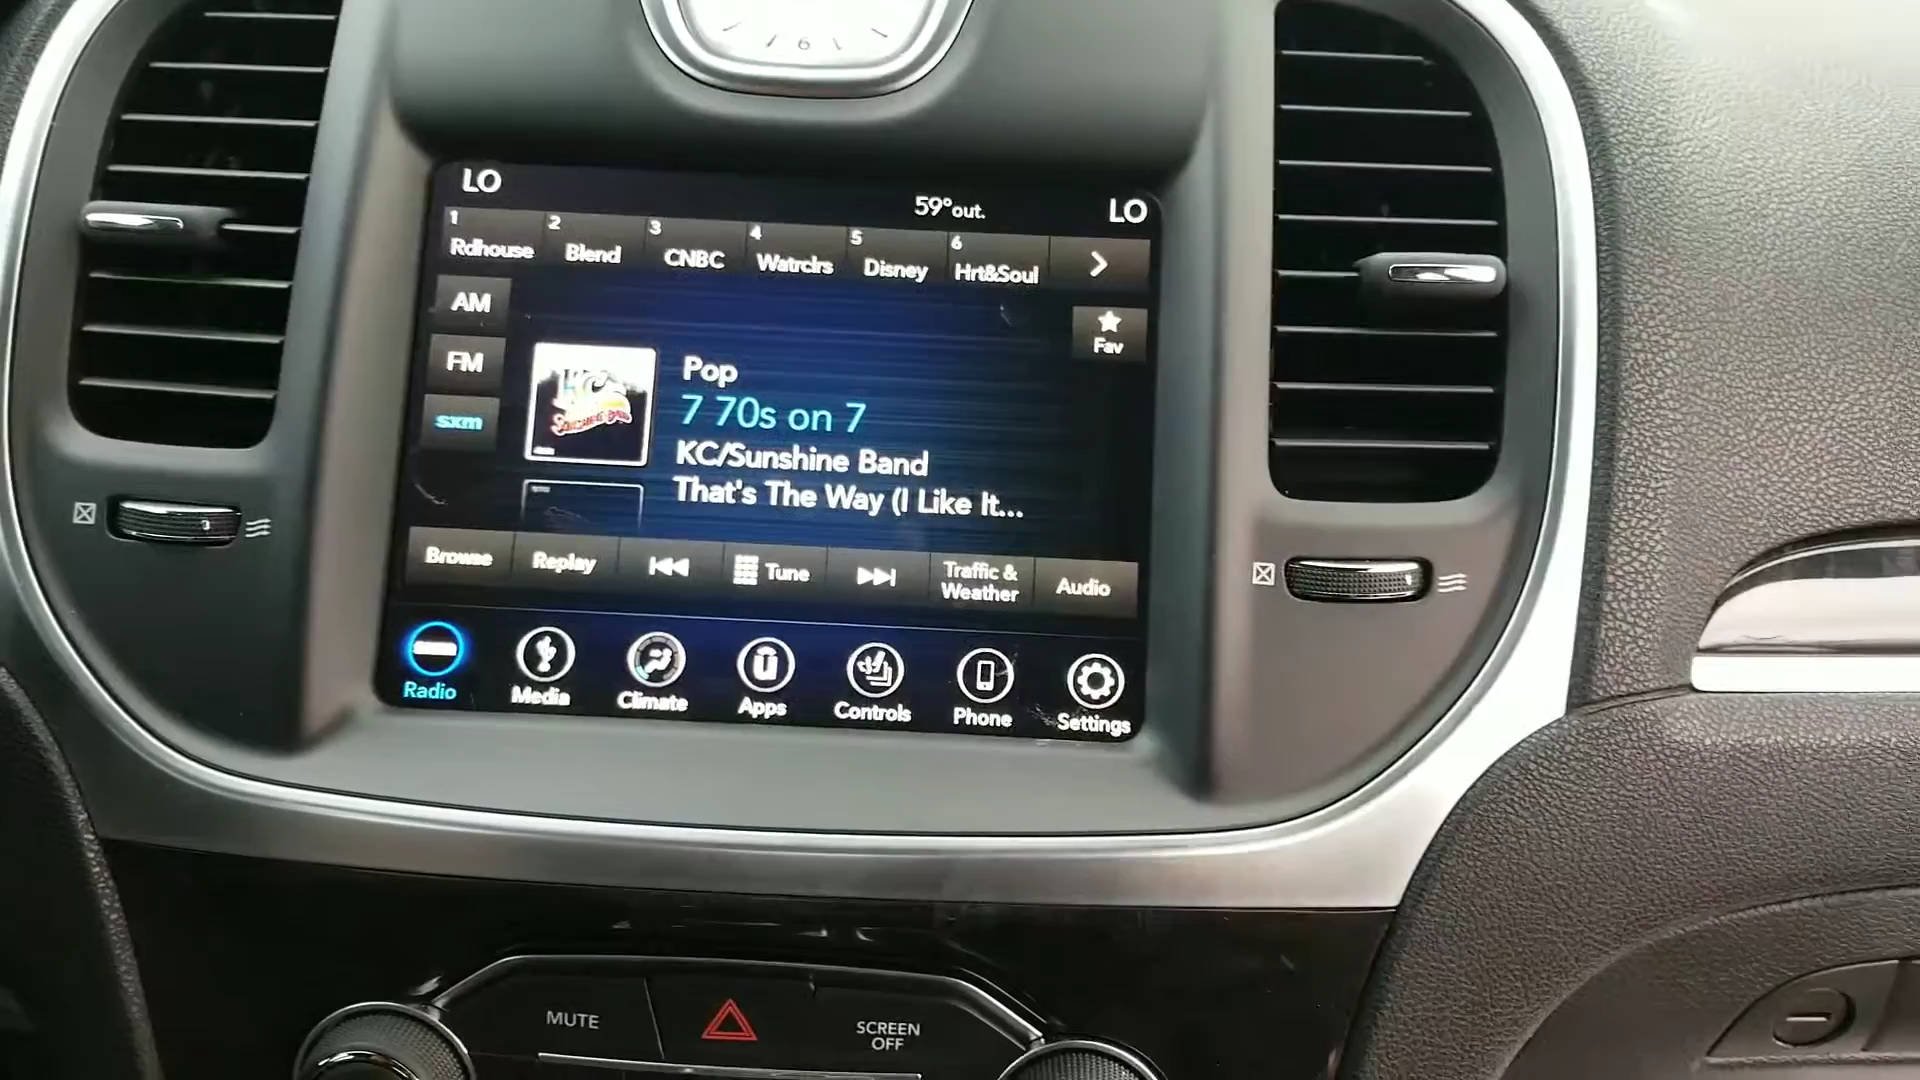 6
LO
59°out.
LO
1 Rdhouse
2 Blend
3 CNBC
4 Watrclrs
5 Disney
6 Hrt&Soul
AM
FM
sxm
Fav
Pop
7 70s on 7
KC/Sunshine Band
That's The Way (I Like It...
Browse
Replay
Tune
Traffic &
Weather
Audio
Radio
Media
Climate
Apps
Controls
Phone
Settings
MUTE
SCREEN
OFF